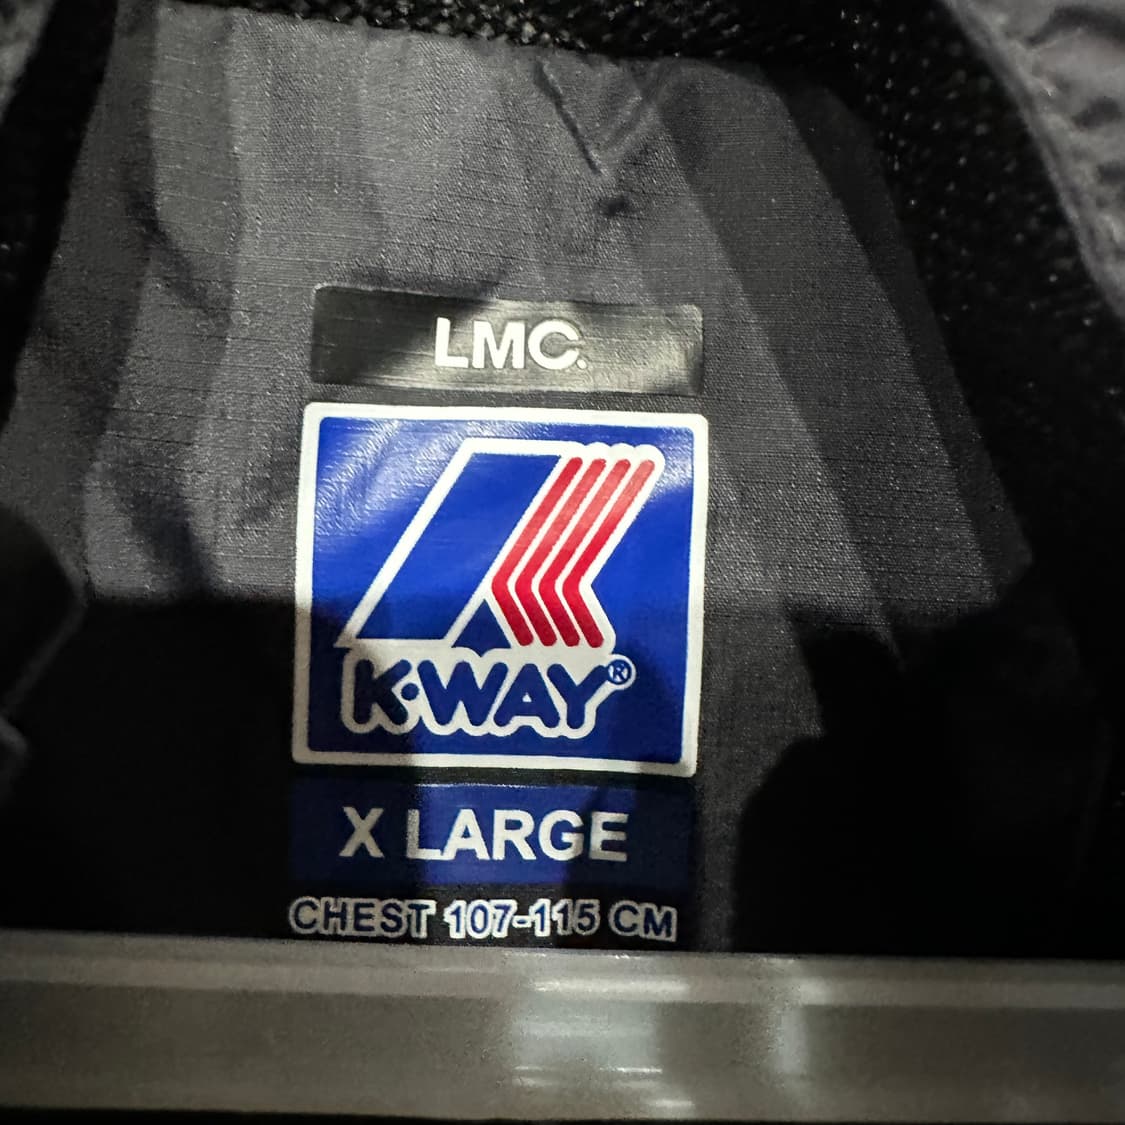 LMC.
K·WAY®
X LARGE
CHEST 107-115 CM